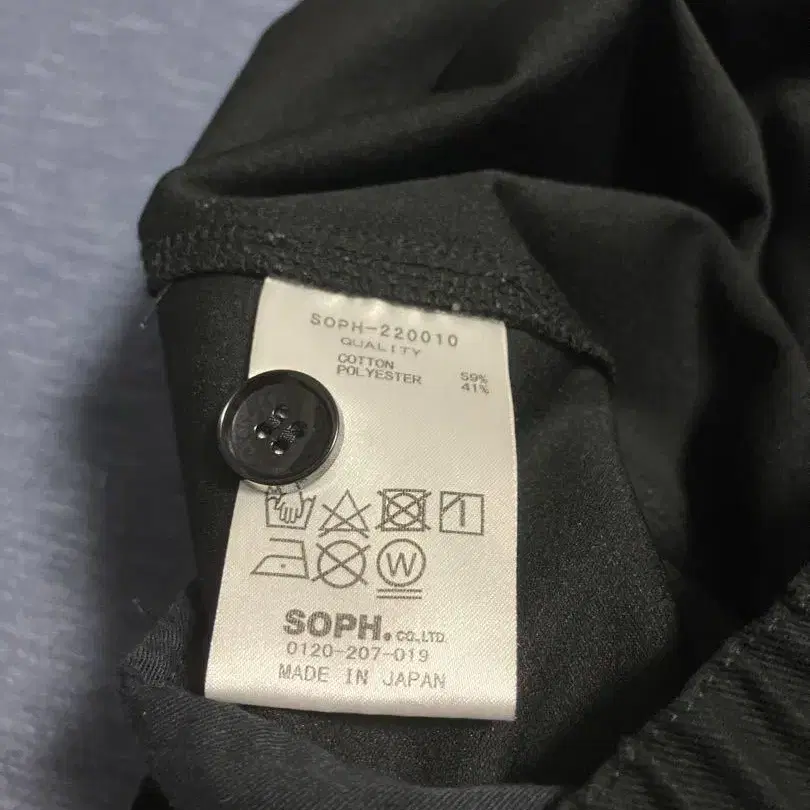 SOPH-220010
QUALITY
COTTON 59%
POLYESTER 41%
W
SOPH. CO.,LTD.
0120-207-019
MADE IN JAPAN